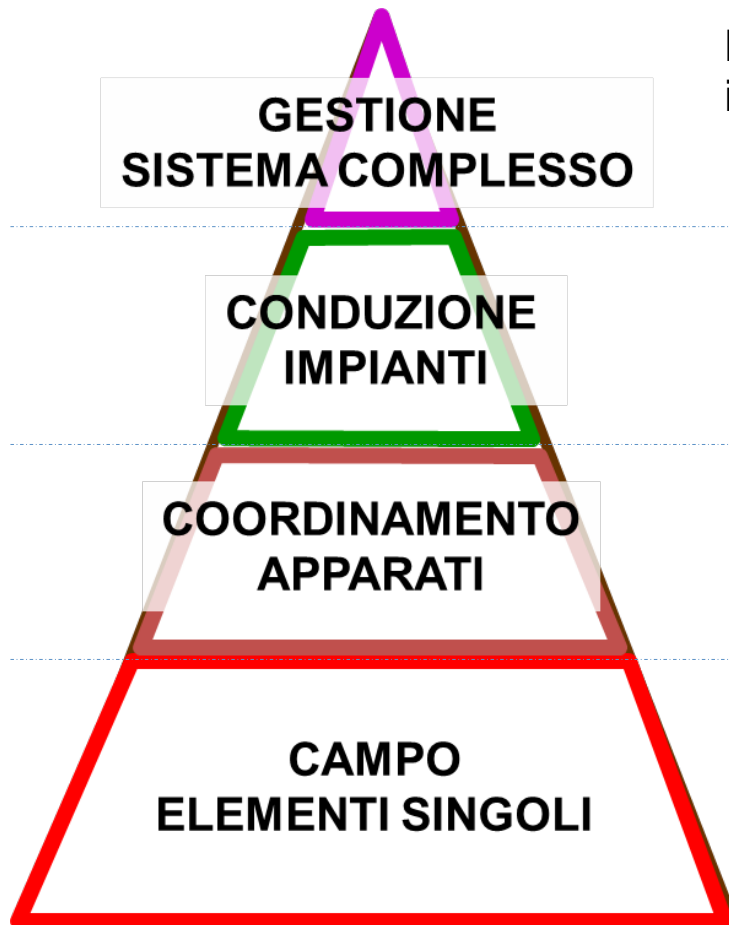 GESTIONE
SISTEMA COMPLESSO
CONDUZIONE
IMPIANTI
COORDINAMENTO
APPARATI
CAMPO
ELEMENTI SINGOLI